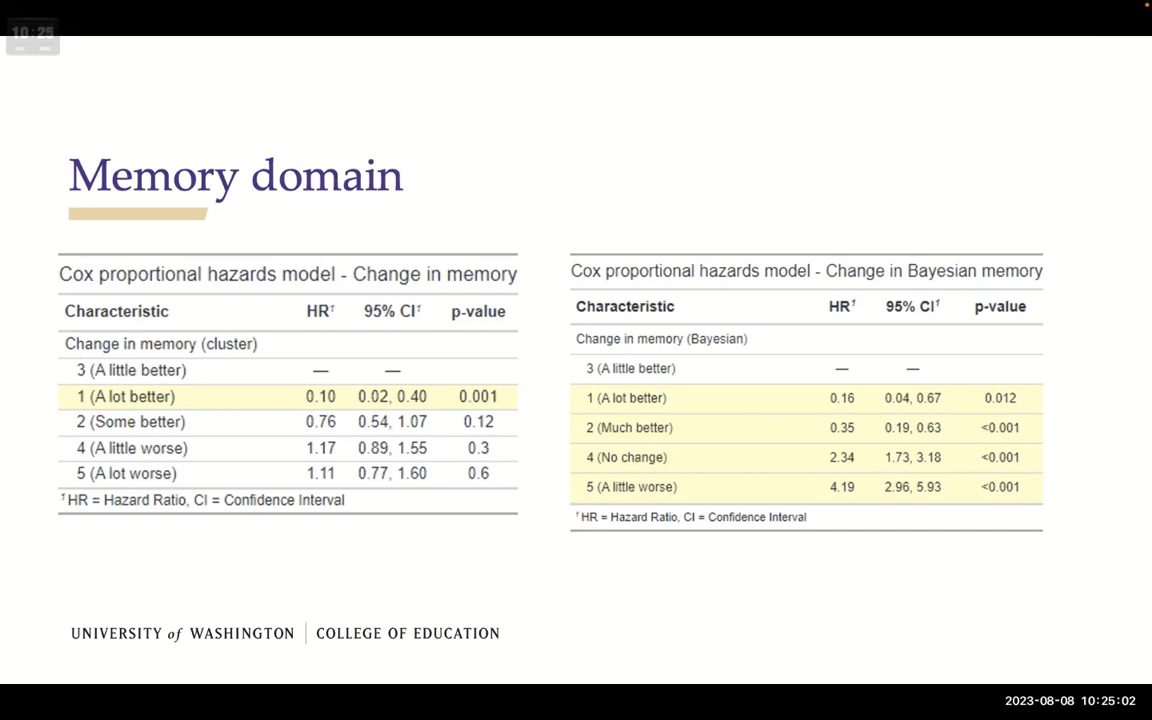 10:25
Memory domain
Cox proportional hazards model - Change in memory
Characteristic HR† 95% CI† p-value
Change in memory (cluster)
3 (A little better) — —
1 (A lot better) 0.10 0.02, 0.40 0.001
2 (Some better) 0.76 0.54, 1.07 0.12
4 (A little worse) 1.17 0.89, 1.55 0.3
5 (A lot worse) 1.11 0.77, 1.60 0.6
† HR = Hazard Ratio, CI = Confidence Interval
Cox proportional hazards model - Change in Bayesian memory
Characteristic HR† 95% CI† p-value
Change in memory (Bayesian)
3 (A little better) — —
1 (A lot better) 0.16 0.04, 0.67 0.012
2 (Much better) 0.35 0.19, 0.63 <0.001
4 (No change) 2.34 1.73, 3.18 <0.001
5 (A little worse) 4.19 2.96, 5.93 <0.001
† HR = Hazard Ratio, CI = Confidence Interval
UNIVERSITY of WASHINGTON | COLLEGE OF EDUCATION
2023-08-08 10:25:02